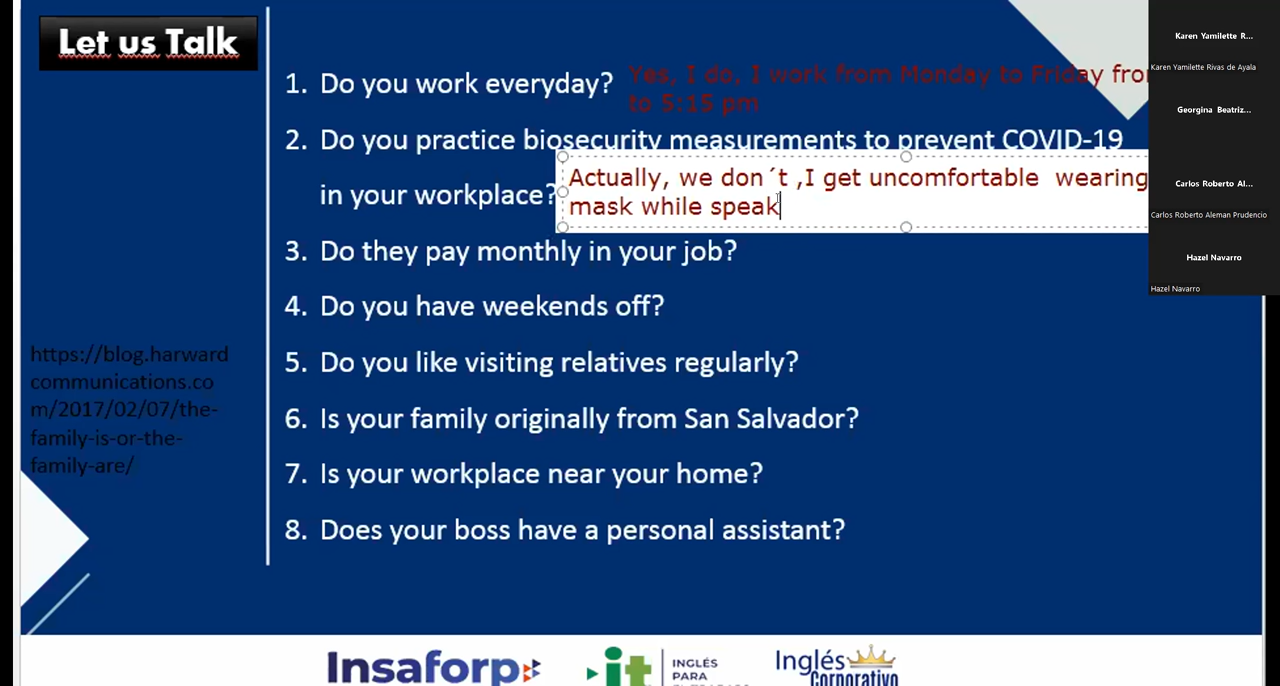 Let us Talk
1. Do you work everyday?
Yes, I do, I work from Monday to Friday
to 5:15 pm
2. Do you practice biosecurity measurements to prevent COVID-19
in your workplace?
Actually, we don´t ,I get uncomfortable  wearing
mask while speak
3. Do they pay monthly in your job?
4. Do you have weekends off?
5. Do you like visiting relatives regularly?
6. Is your family originally from San Salvador?
7. Is your workplace near your home?
8. Does your boss have a personal assistant?
https://blog.harward
communications.co
m/2017/02/07/the-
family-is-or-the-
family-are/
Karen Yamilette R...
Karen Yamilette Rivas de Ayala
Georgina Beatriz...
Carlos Roberto Al...
Carlos Roberto Aleman Prudencio
Hazel Navarro
Hazel Navarro
Insaforp
it
INGLÉS
PARA
Inglés
Corporativo